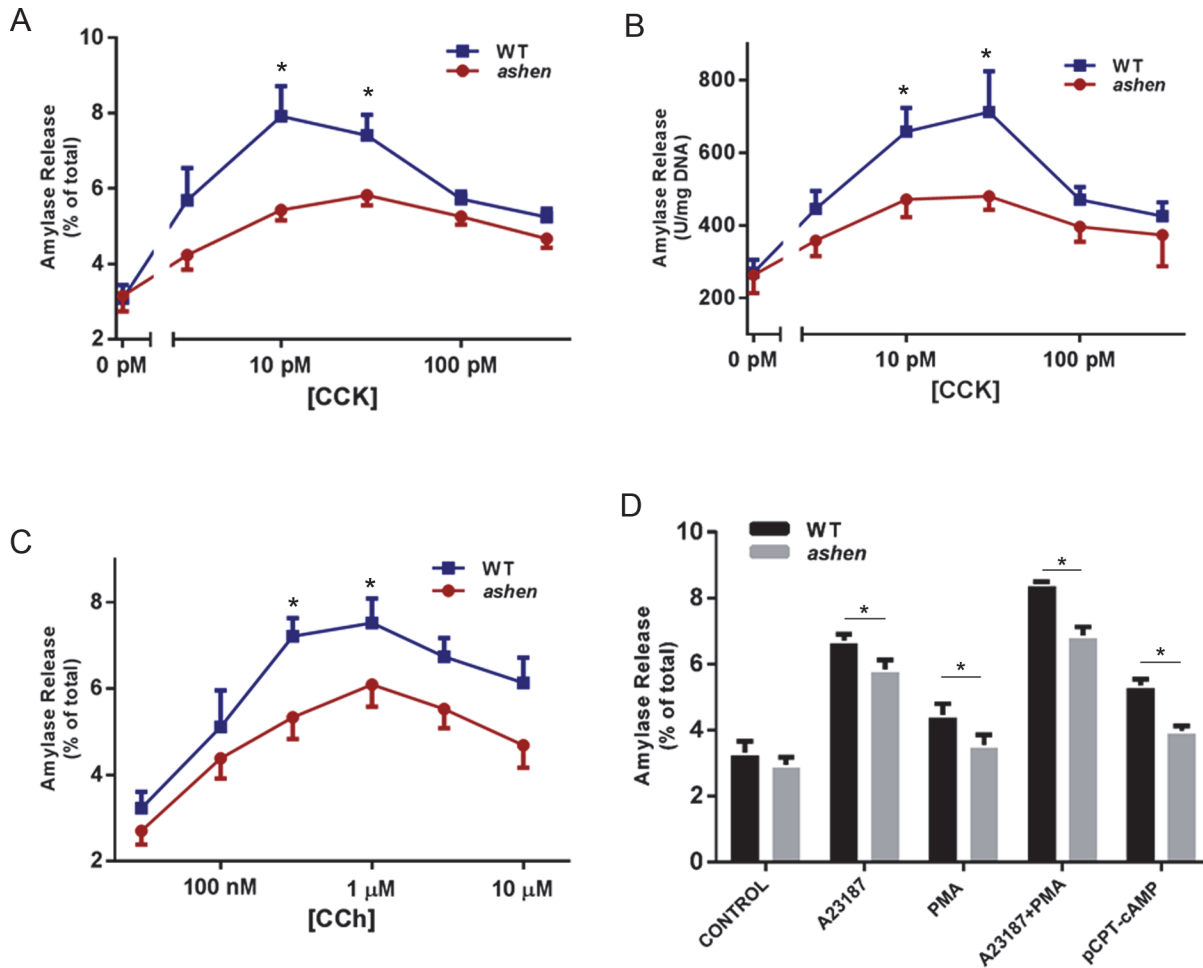 A
10
8
6
4
2
Amylase Release
(% of total)
WT
ashen
*
*
0 pM
10 pM
100 pM
[CCK]
B
800
600
400
200
Amylase Release
(U/mg DNA)
WT
ashen
*
*
0 pM
10 pM
100 pM
[CCK]
C
8
6
4
2
Amylase Release
(% of total)
WT
ashen
*
*
100 nM
1 μM
10 μM
[CCh]
D
10
8
6
4
2
0
Amylase Release
(% of total)
WT
ashen
*
*
*
*
CONTROL
A23187
PMA
A23187+PMA
pCPT-cAMP